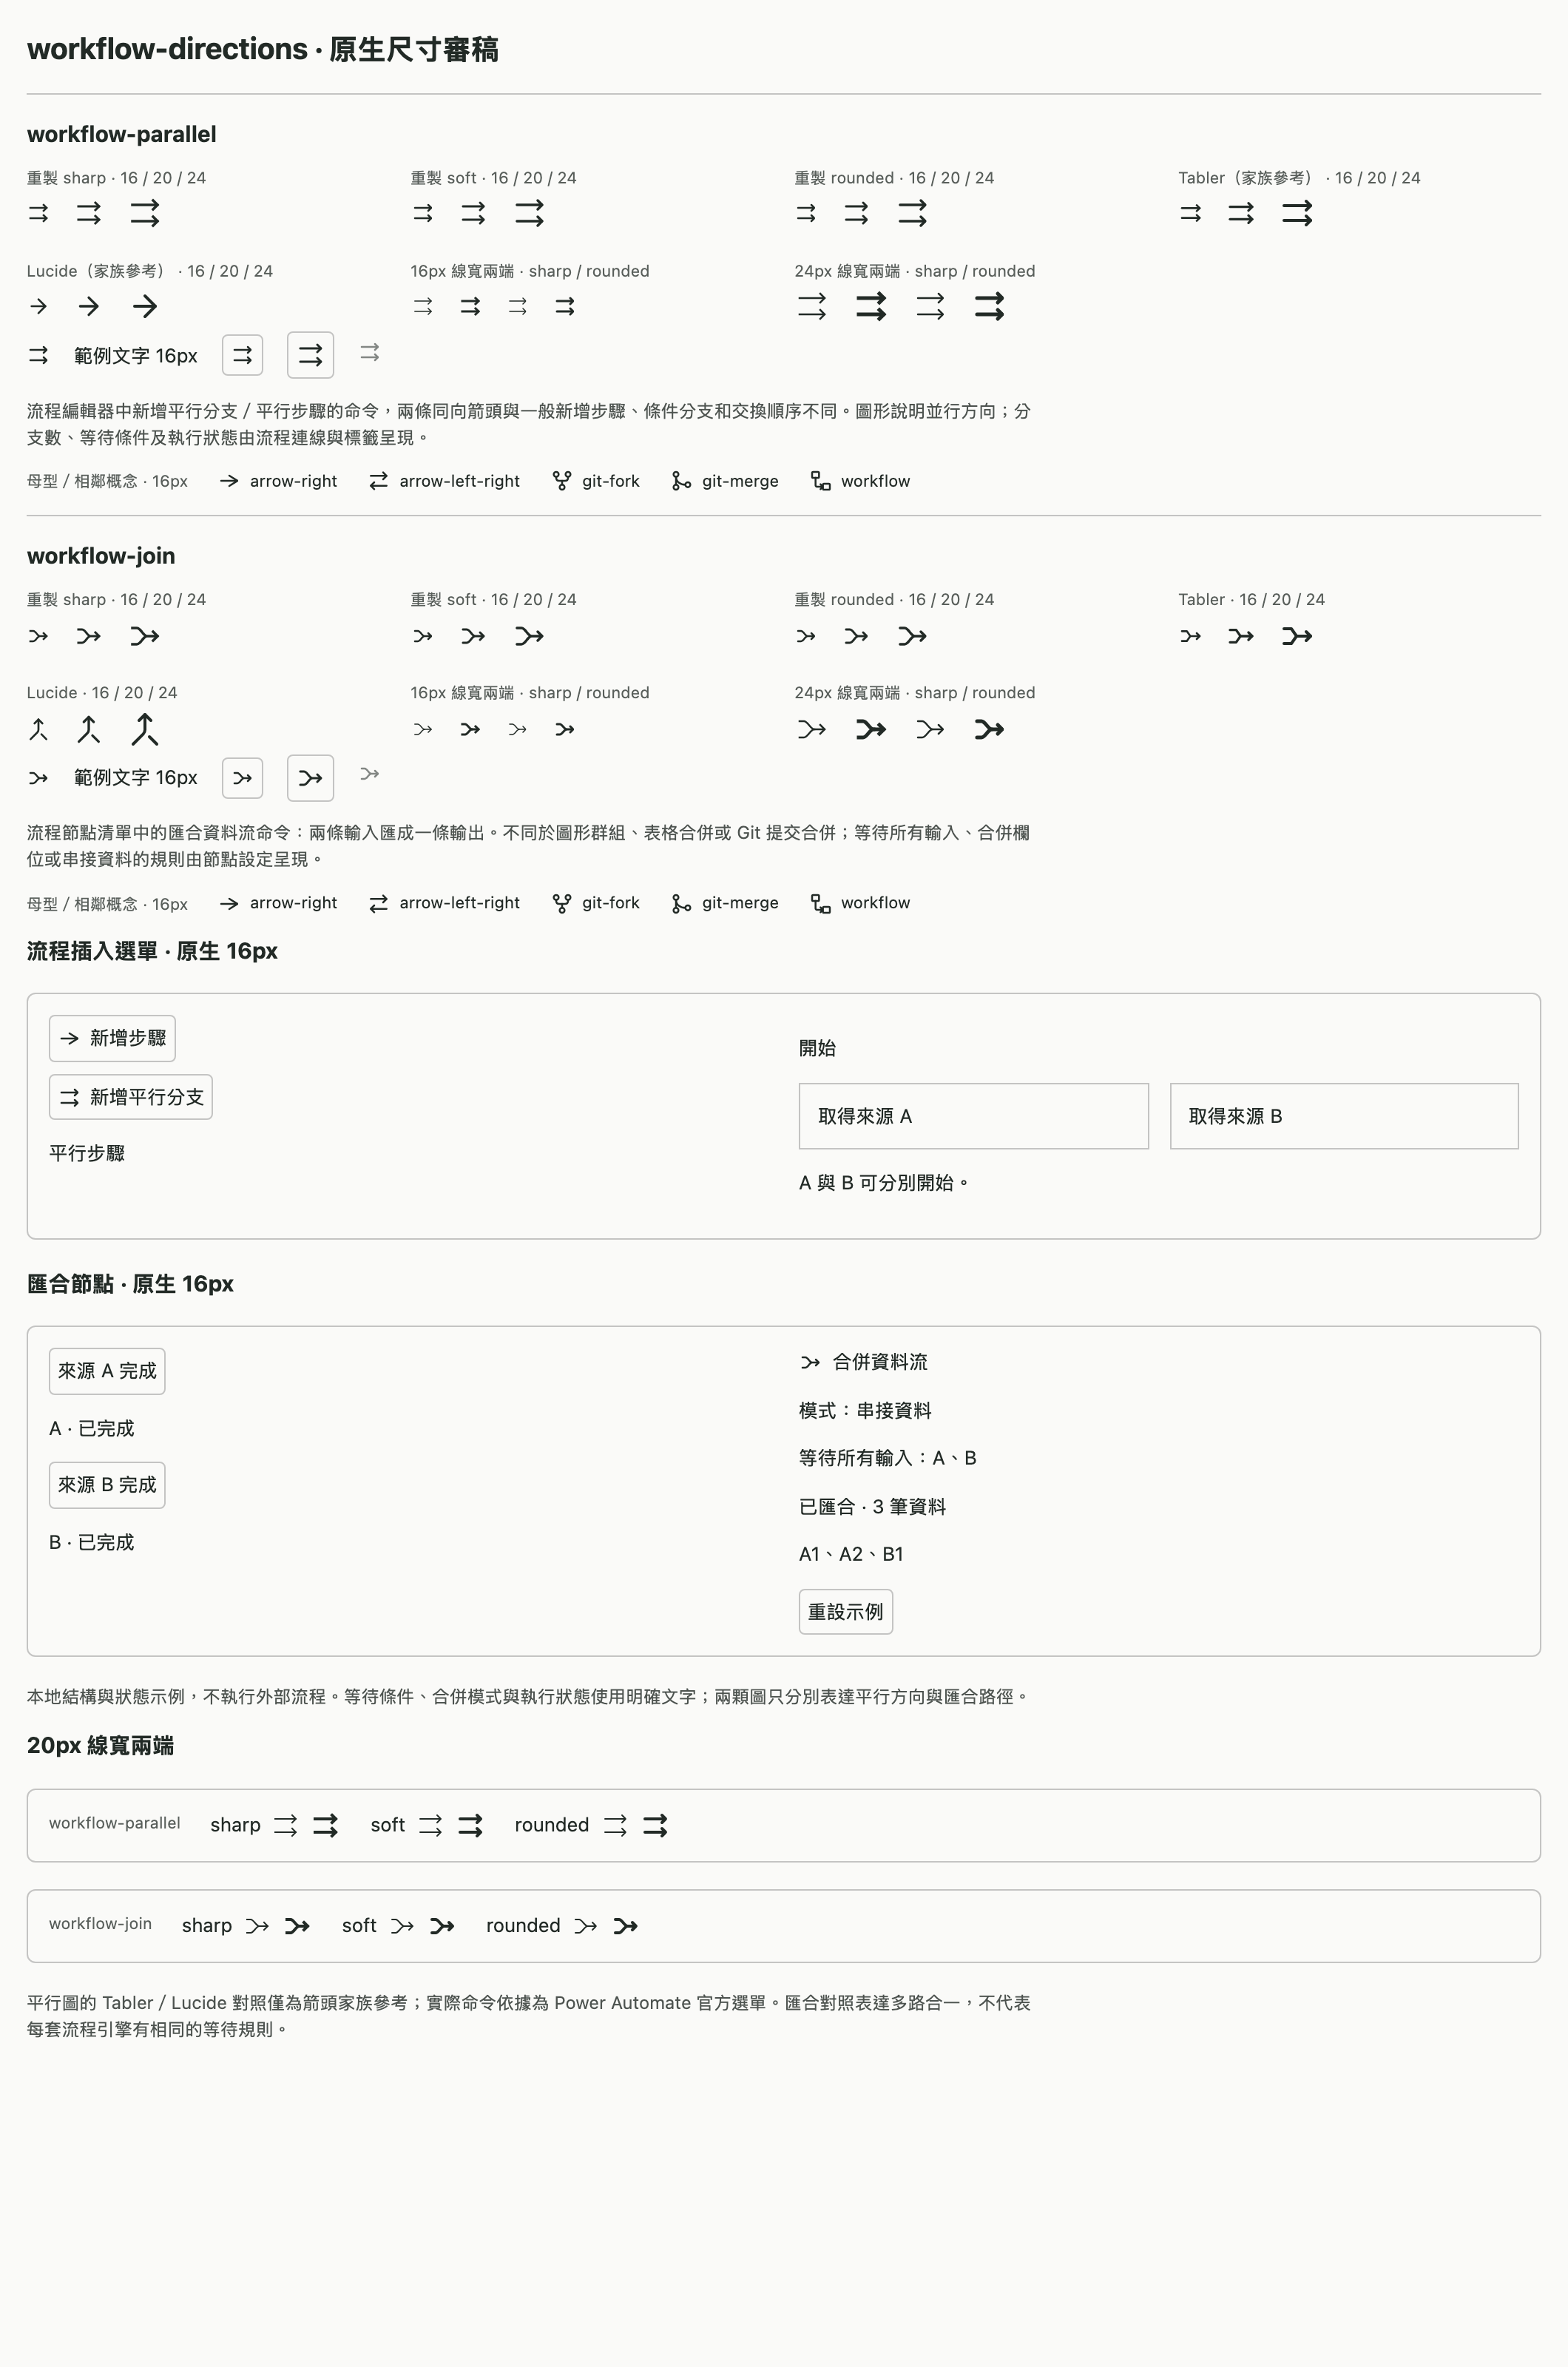 workflow-directions · 原生尺寸審稿
workflow-parallel
重製 sharp · 16 / 20 / 24
重製 soft · 16 / 20 / 24
重製 rounded · 16 / 20 / 24
Tabler（家族參考） · 16 / 20 / 24
Lucide（家族參考） · 16 / 20 / 24
16px 線寬兩端 · sharp / rounded
24px 線寬兩端 · sharp / rounded
範例文字 16px
流程編輯器中新增平行分支 / 平行步驟的命令，兩條同向箭頭與一般新增步驟、條件分支和交換順序不同。圖形說明並行方向；分
支數、等待條件及執行狀態由流程連線與標籤呈現。
母型 / 相鄰概念 · 16px arrow-right arrow-left-right git-fork git-merge workflow
workflow-join
重製 sharp · 16 / 20 / 24
重製 soft · 16 / 20 / 24
重製 rounded · 16 / 20 / 24
Tabler · 16 / 20 / 24
Lucide · 16 / 20 / 24
16px 線寬兩端 · sharp / rounded
24px 線寬兩端 · sharp / rounded
範例文字 16px
流程節點清單中的匯合資料流命令：兩條輸入匯成一條輸出。不同於圖形群組、表格合併或 Git 提交合併；等待所有輸入、合併欄
位或串接資料的規則由節點設定呈現。
母型 / 相鄰概念 · 16px arrow-right arrow-left-right git-fork git-merge workflow
流程插入選單 · 原生 16px
新增步驟
新增平行分支
平行步驟
開始
取得來源 A
取得來源 B
A 與 B 可分別開始。
匯合節點 · 原生 16px
來源 A 完成
A · 已完成
來源 B 完成
B · 已完成
合併資料流
模式：串接資料
等待所有輸入：A、B
已匯合 · 3 筆資料
A1、A2、B1
重設示例
本地結構與狀態示例，不執行外部流程。等待條件、合併模式與執行狀態使用明確文字；兩顆圖只分別表達平行方向與匯合路徑。
20px 線寬兩端
workflow-parallel sharp soft rounded
workflow-join sharp soft rounded
平行圖的 Tabler / Lucide 對照僅為箭頭家族參考；實際命令依據為 Power Automate 官方選單。匯合對照表達多路合一，不代表
每套流程引擎有相同的等待規則。